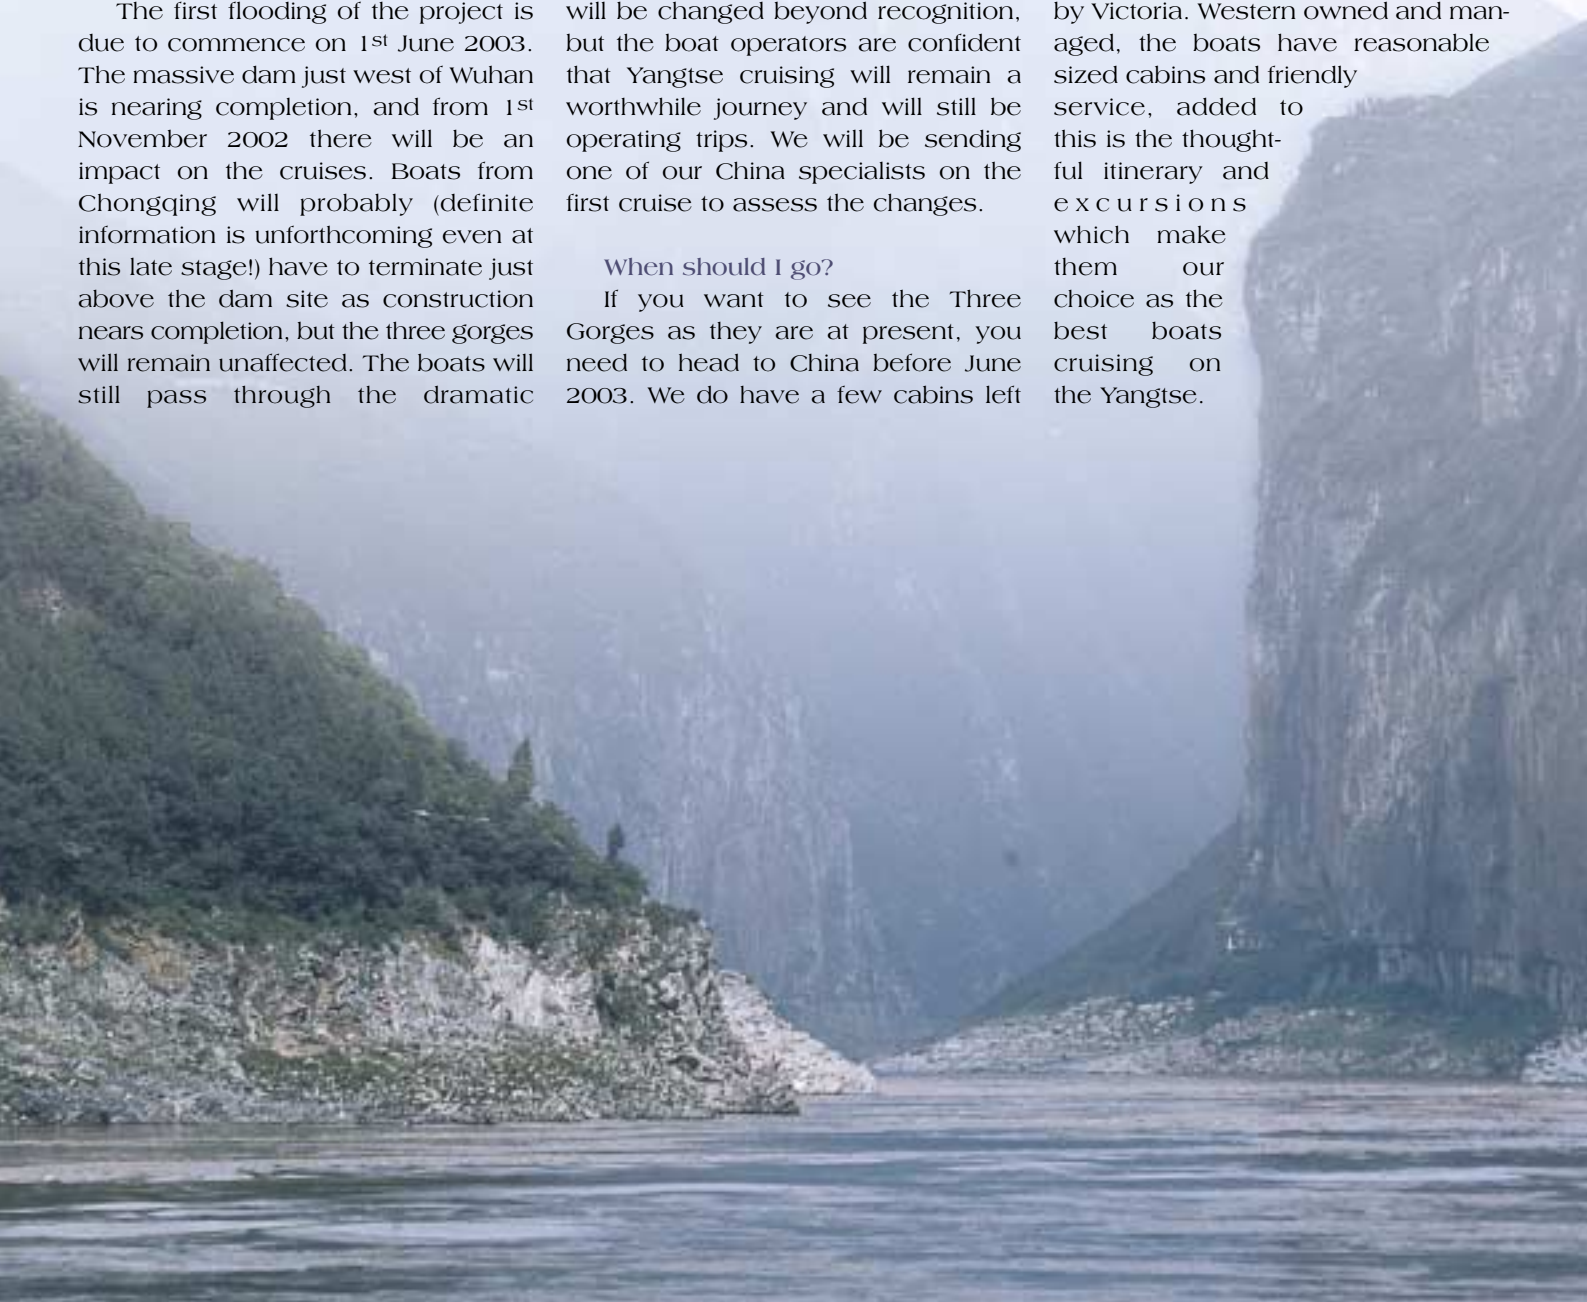 The first flooding of the project is
due to commence on 1st June 2003.
The massive dam just west of Wuhan
is nearing completion, and from 1st
November 2002 there will be an
impact on the cruises. Boats from
Chongqing will probably (definite
information is unforthcoming even at
this late stage!) have to terminate just
above the dam site as construction
nears completion, but the three gorges
will remain unaffected. The boats will
still pass through the dramatic
will be changed beyond recognition,
but the boat operators are confident
that Yangtse cruising will remain a
worthwhile journey and will still be
operating trips. We will be sending
one of our China specialists on the
first cruise to assess the changes.
When should I go?
If you want to see the Three
Gorges as they are at present, you
need to head to China before June
2003. We do have a few cabins left
by Victoria. Western owned and man-
aged, the boats have reasonable
sized cabins and friendly
service, added to
this is the thought-
ful itinerary and
excursions
which make
them our
choice as the
best boats
cruising on
the Yangtse.